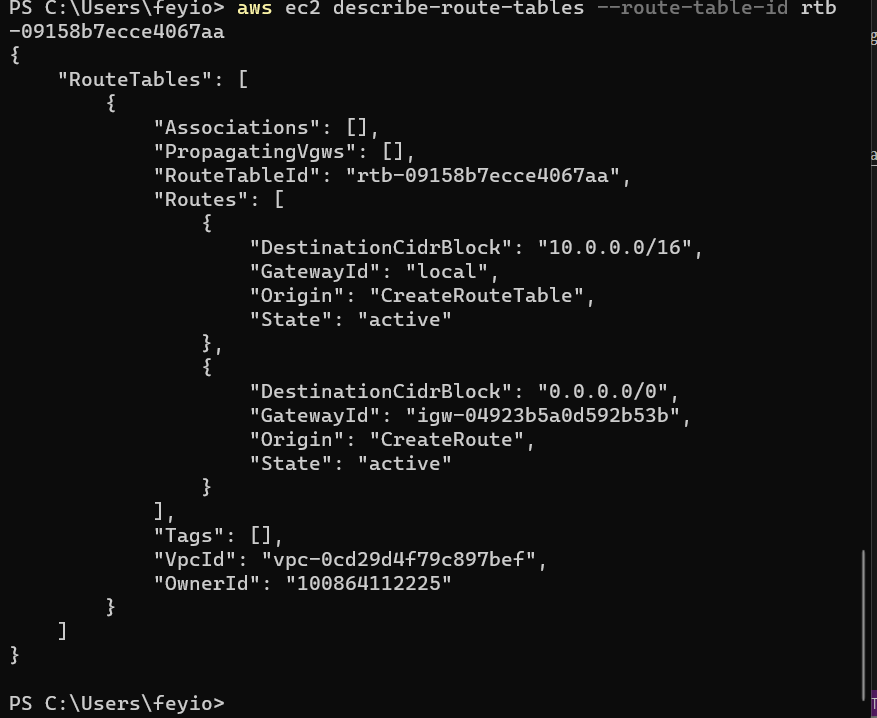 PS C:\Users\feyio> aws ec2 describe-route-tables --route-table-id rtb
-09158b7ecce4067aa
{
    "RouteTables": [
        {
            "Associations": [],
            "PropagatingVgws": [],
            "RouteTableId": "rtb-09158b7ecce4067aa",
            "Routes": [
                {
                    "DestinationCidrBlock": "10.0.0.0/16",
                    "GatewayId": "local",
                    "Origin": "CreateRouteTable",
                    "State": "active"
                },
                {
                    "DestinationCidrBlock": "0.0.0.0/0",
                    "GatewayId": "igw-04923b5a0d592b53b",
                    "Origin": "CreateRoute",
                    "State": "active"
                }
            ],
            "Tags": [],
            "VpcId": "vpc-0cd29d4f79c897bef",
            "OwnerId": "100864112225"
        }
    ]
}
PS C:\Users\feyio>